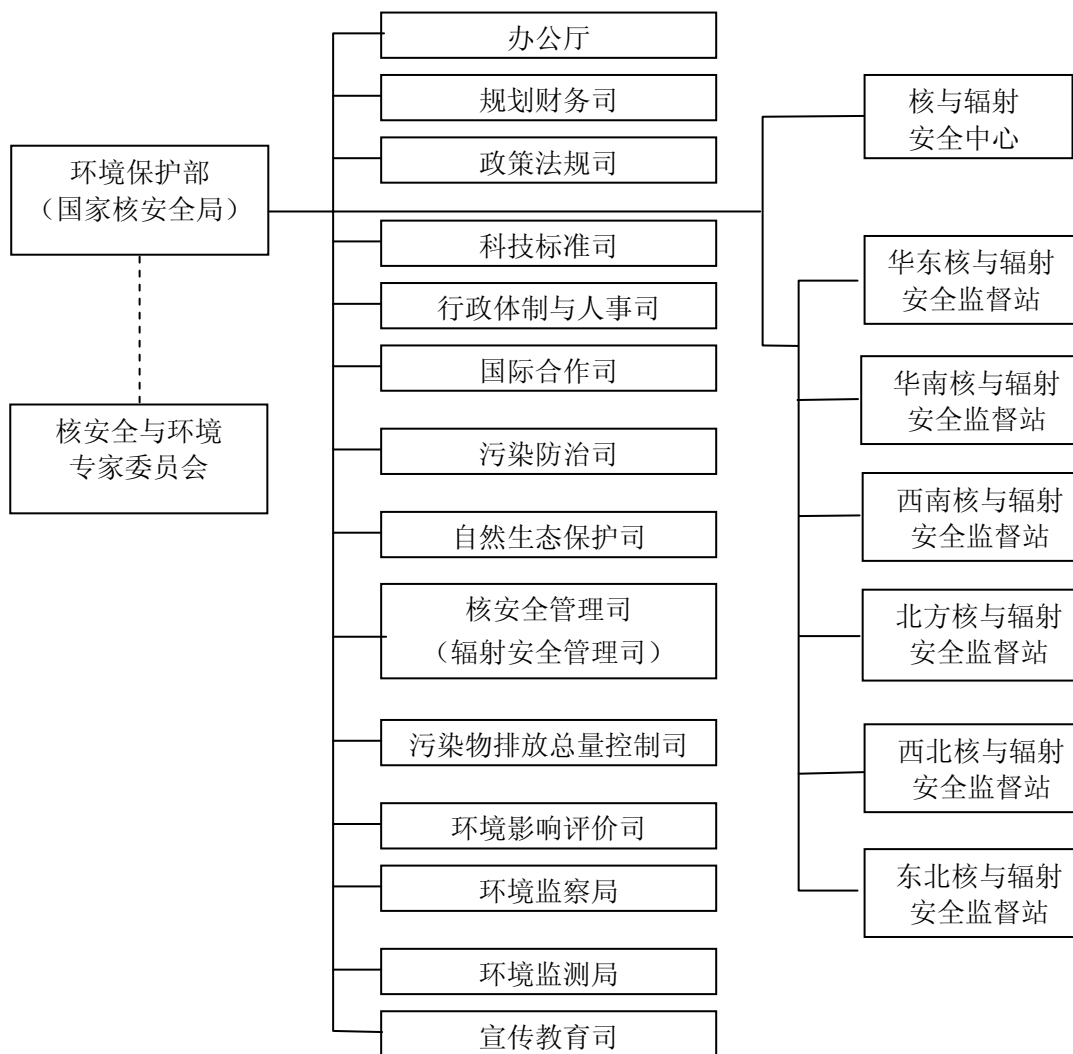 环境保护部
（国家核安全局）
核安全与环境
专家委员会
办公厅
规划财务司
政策法规司
科技标准司
行政体制与人事司
国际合作司
污染防治司
自然生态保护司
核安全管理司
（辐射安全管理司）
污染物排放总量控制司
环境影响评价司
环境监察局
环境监测局
宣传教育司
核与辐射
安全中心
华东核与辐射
安全监督站
华南核与辐射
安全监督站
西南核与辐射
安全监督站
北方核与辐射
安全监督站
西北核与辐射
安全监督站
东北核与辐射
安全监督站